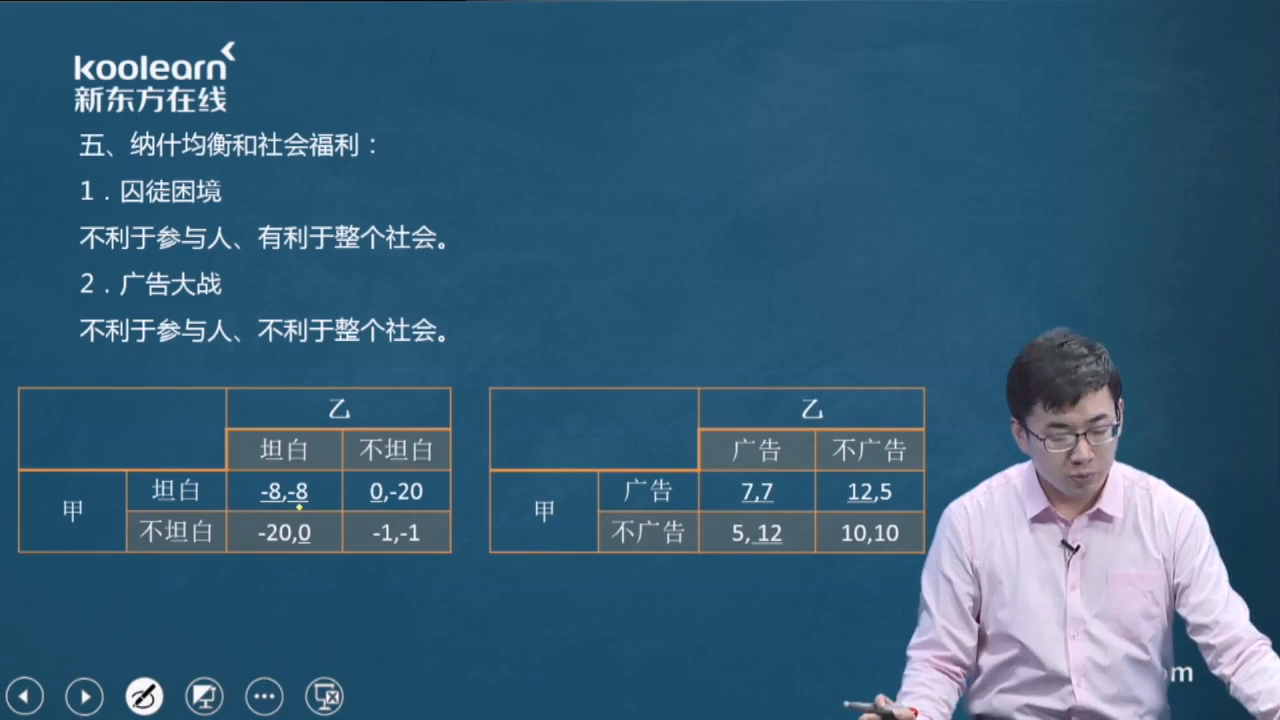 koolearn
新东方在线
五、纳什均衡和社会福利：
1．囚徒困境
不利于参与人、有利于整个社会。
2．广告大战
不利于参与人、不利于整个社会。
乙
坦白 不坦白
甲 坦白 -8,-8 0,-20
不坦白 -20,0 -1,-1
乙
广告 不广告
甲 广告 7,7 12,5
不广告 5, 12 10,10
m